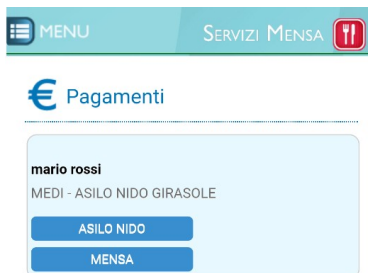 MENU
SERVIZI MENSA
€ Pagamenti
mario rossi
MEDI - ASILO NIDO GIRASOLE
ASILO NIDO
MENSA